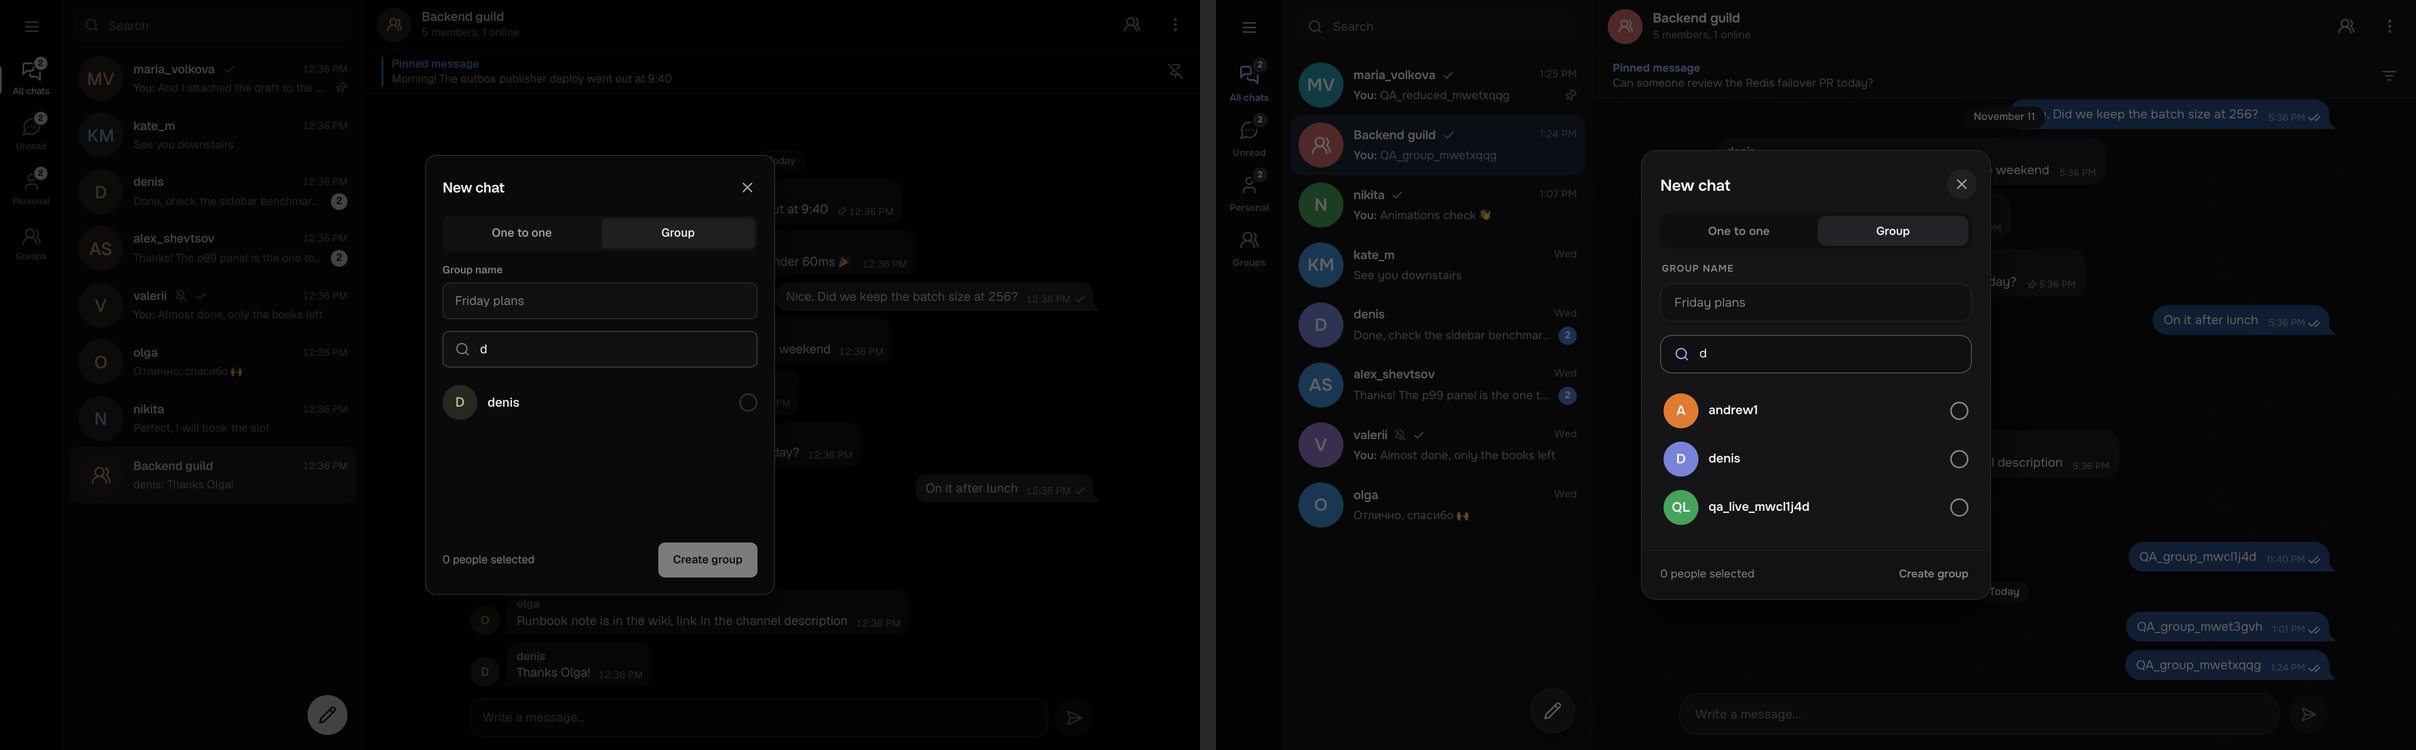 Search
Backend guild
5 members, 1 online
Pinned message
Morning! The outbox publisher deploy went out at 9:40
2
All chats
2
Unread
2
Personal
Groups
MV
maria_volkova
12:36 PM
You: And I attached the draft to the ...
KM
kate_m
12:36 PM
See you downstairs
D
denis
12:36 PM
Done, check the sidebar benchmar...
2
AS
alex_shevtsov
12:36 PM
Thanks! The p99 panel is the one to...
2
V
valerii
12:36 PM
You: Almost done, only the books left
O
olga
12:36 PM
Отлично, спасибо 🙌
N
nikita
12:36 PM
Perfect, I will book the slot
Backend guild
12:36 PM
denis: Thanks Olga!
oday
ut at 9:40 12:36 PM
nder 60ms 🎉 12:36 PM
Nice. Did we keep the batch size at 256? 12:36 PM
weekend 12:36 PM
PM
day? 12:36 PM
On it after lunch 12:36 PM
New chat
One to one
Group
Group name
Friday plans
d
D
denis
0 people selected
Create group
olga
O
Runbook note is in the wiki, link in the channel description 12:36 PM
denis
D
Thanks Olga! 12:36 PM
Write a message...
Search
Backend guild
5 members, 1 online
Pinned message
Can someone review the Redis failover PR today?
2
All chats
2
Unread
2
Personal
Groups
MV
maria_volkova
1:25 PM
You: QA_reduced_mwetxqqg
Backend guild
1:24 PM
You: QA_group_mwetxqqg
N
nikita
1:07 PM
You: Animations check 👋
KM
kate_m
Wed
See you downstairs
D
denis
Wed
Done, check the sidebar benchmar...
2
AS
alex_shevtsov
Wed
Thanks! The p99 panel is the one t...
2
V
valerii
Wed
You: Almost done, only the books left
O
olga
Wed
Отлично, спасибо 🙌
November 11
. Did we keep the batch size at 256? 5:36 PM
denis
weekend 5:36 PM
PM
day? 5:36 PM
On it after lunch 5:36 PM
l description 5:36 PM
QA_group_mwcl1j4d 11:40 PM
Today
QA_group_mwet3gvh 1:01 PM
QA_group_mwetxqqg 1:24 PM
New chat
One to one
Group
GROUP NAME
Friday plans
d
A
andrew1
D
denis
QL
qa_live_mwcl1j4d
0 people selected
Create group
Write a message...